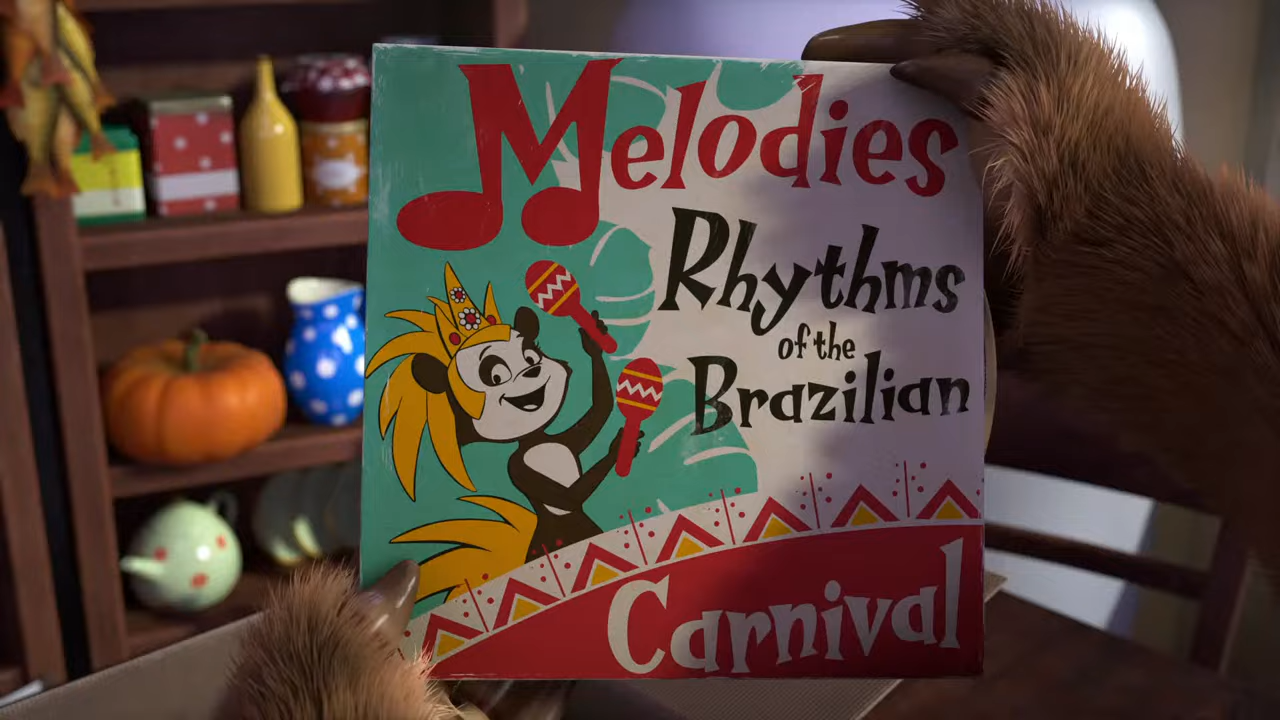 Melodies
Rhythms
of the
Brazilian
Carnival